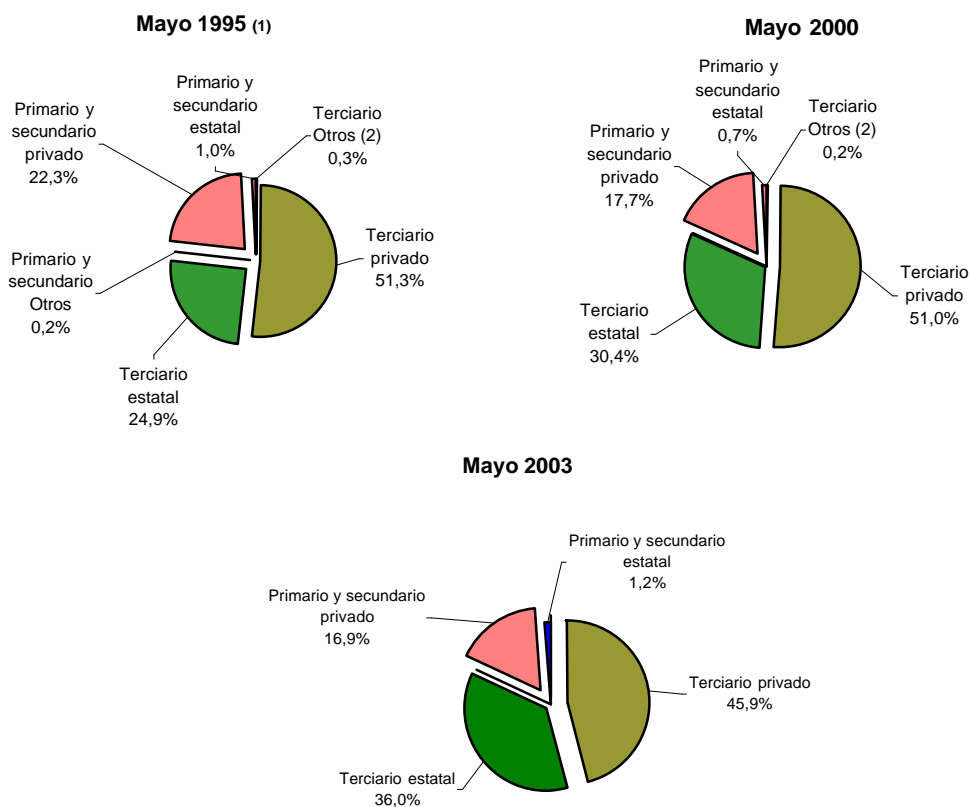 Mayo 1995 (1)
Primario y
secundario
estatal
1,0%
Terciario
Otros (2)
0,3%
Primario y
secundario
privado
22,3%
Terciario
privado
51,3%
Primario y
secundario
Otros
0,2%
Terciario
estatal
24,9%
Mayo 2000
Primario y
secundario
estatal
0,7%
Terciario
Otros (2)
0,2%
Primario y
secundario
privado
17,7%
Terciario
privado
51,0%
Terciario
estatal
30,4%
Mayo 2003
Primario y secundario
estatal
1,2%
Primario y secundario
privado
16,9%
Terciario privado
45,9%
Terciario estatal
36,0%